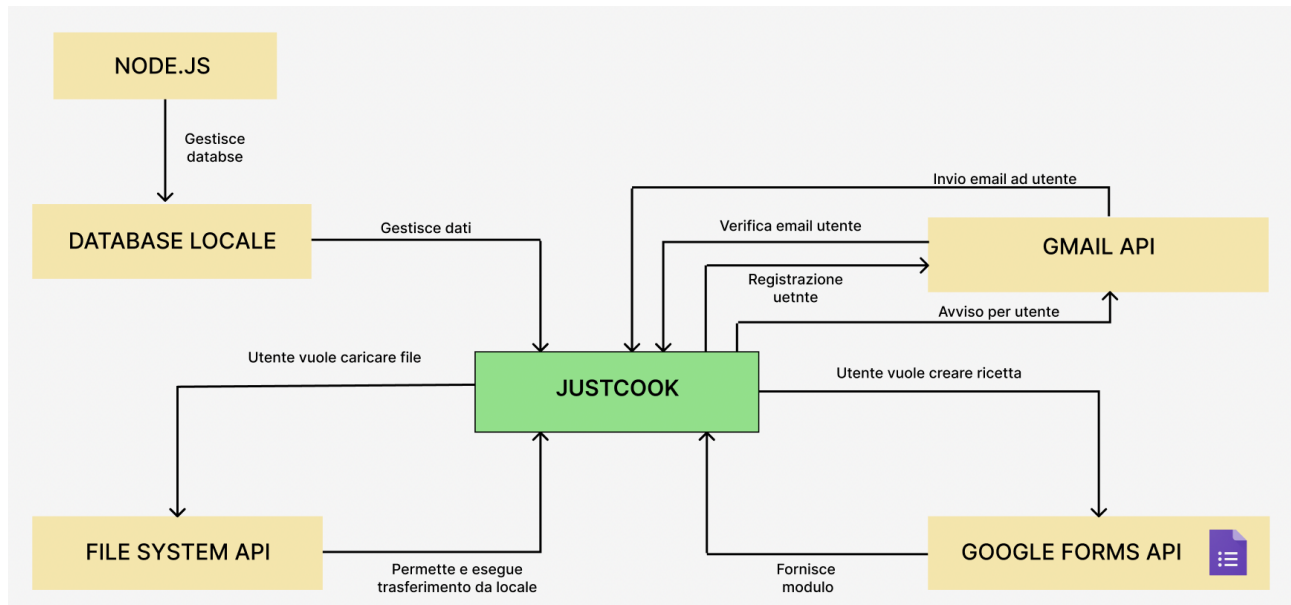 NODE.JS
Gestisce
databse
Invio email ad utente
DATABASE LOCALE
Gestisce dati
Verifica email utente
GMAIL API
Registrazione
uetnte
Avviso per utente
Utente vuole caricare file
JUSTCOOK
Utente vuole creare ricetta
FILE SYSTEM API
Permette e esegue
trasferimento da locale
Fornisce
modulo
GOOGLE FORMS API